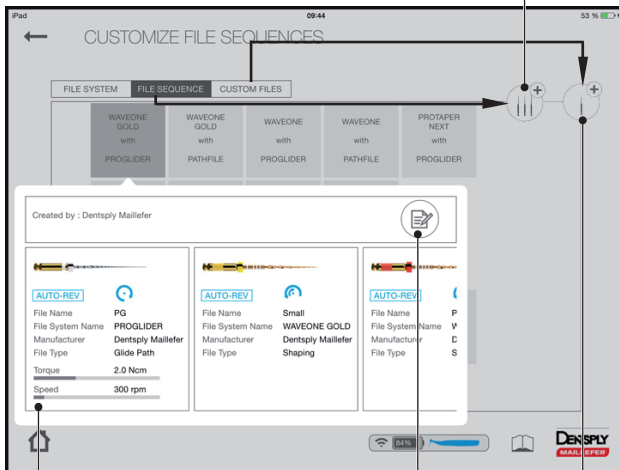 iPad 09:44 53 %
CUSTOMIZE FILE SEQUENCES
FILE SYSTEM FILE SEQUENCE CUSTOM FILES
WAVEONE GOLD with PROGLIDER
WAVEONE GOLD with PATHFILE
WAVEONE with PROGLIDER
WAVEONE with PATHFILE
PROTAPER NEXT with PROGLIDER
Created by : Dentsply Maillefer
AUTO-REV
File Name PG
File System Name PROGLIDER
Manufacturer Dentsply Maillefer
File Type Glide Path
Torque 2.0 Ncm
Speed 300 rpm
AUTO-REV
File Name Small
File System Name WAVEONE GOLD
Manufacturer Dentsply Maillefer
File Type Shaping
AUTO-REV
File Name P
File System Name
Manufacturer D
File Type S
84%
DENTSPLY
MAILLEFER